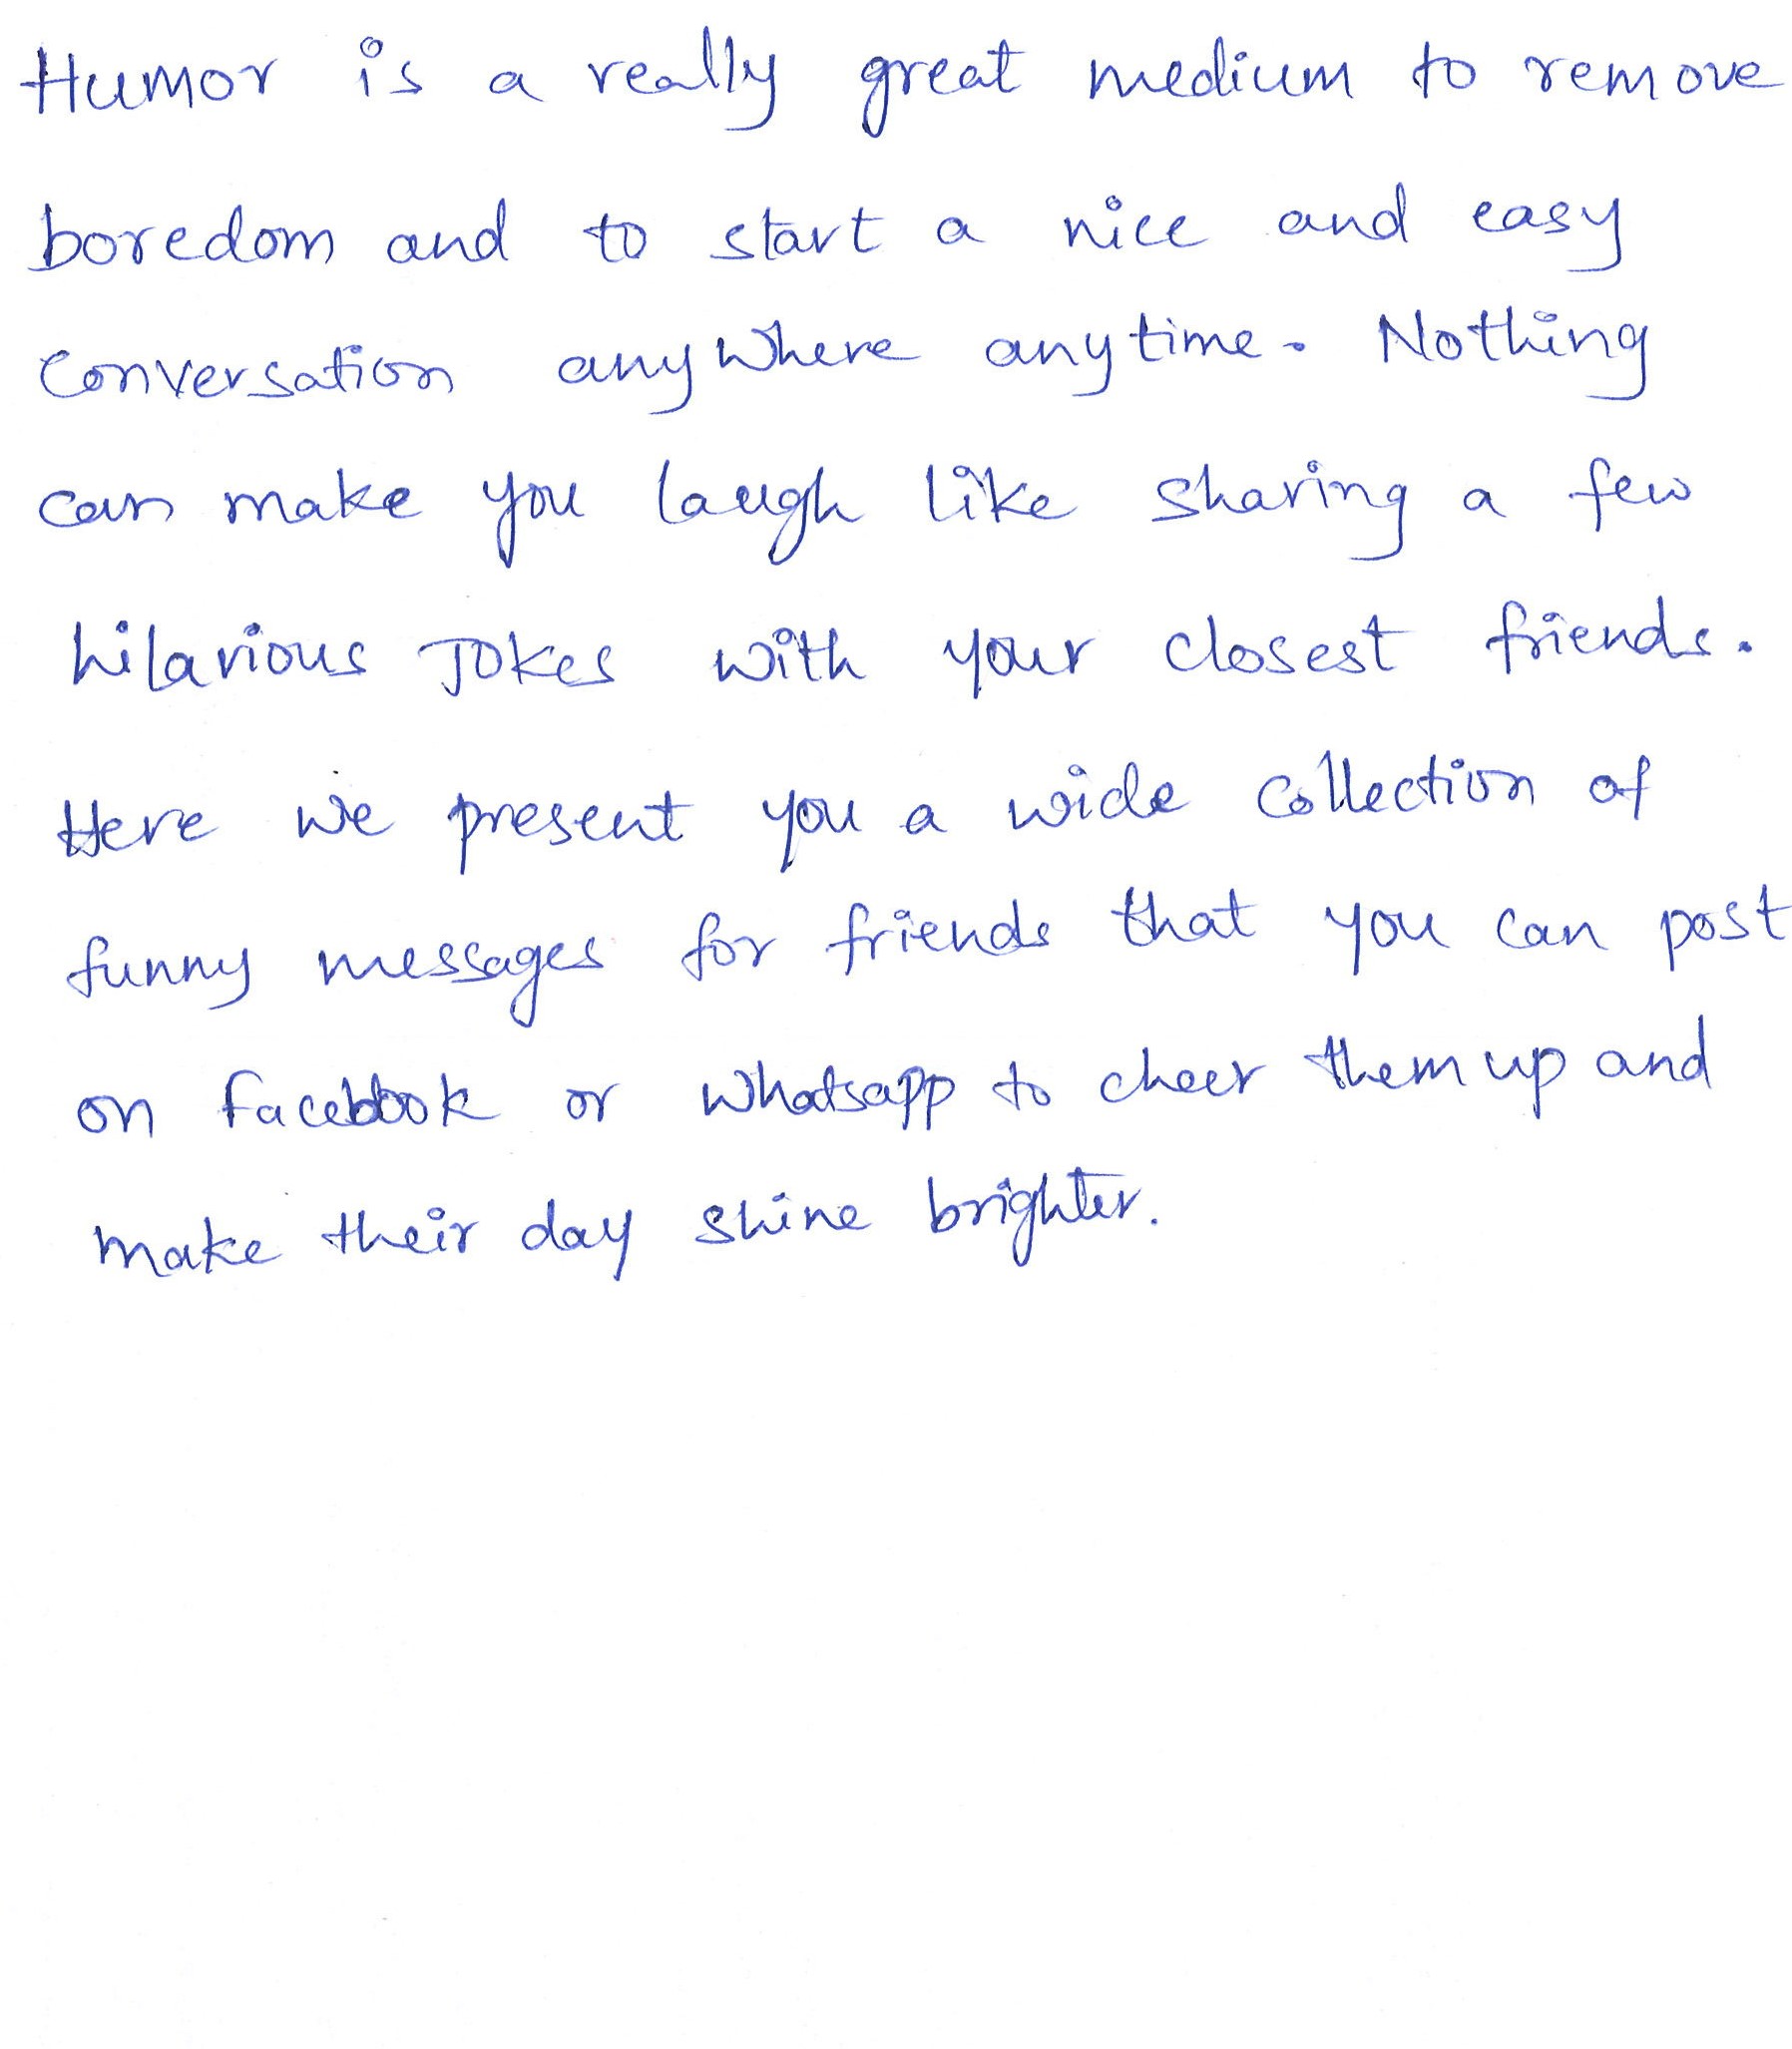 Humor is a really great medium to remove
boredom and to start a nice and easy
Conversation anywhere anytime. Nothing
can make you laugh like sharing a few
hilarious Jokes with your closest friends.
Here we present you a wide Collection of
funny messages for friends that you can post
on facebook or whatsapp to cheer them up and
make their day shine brighter.